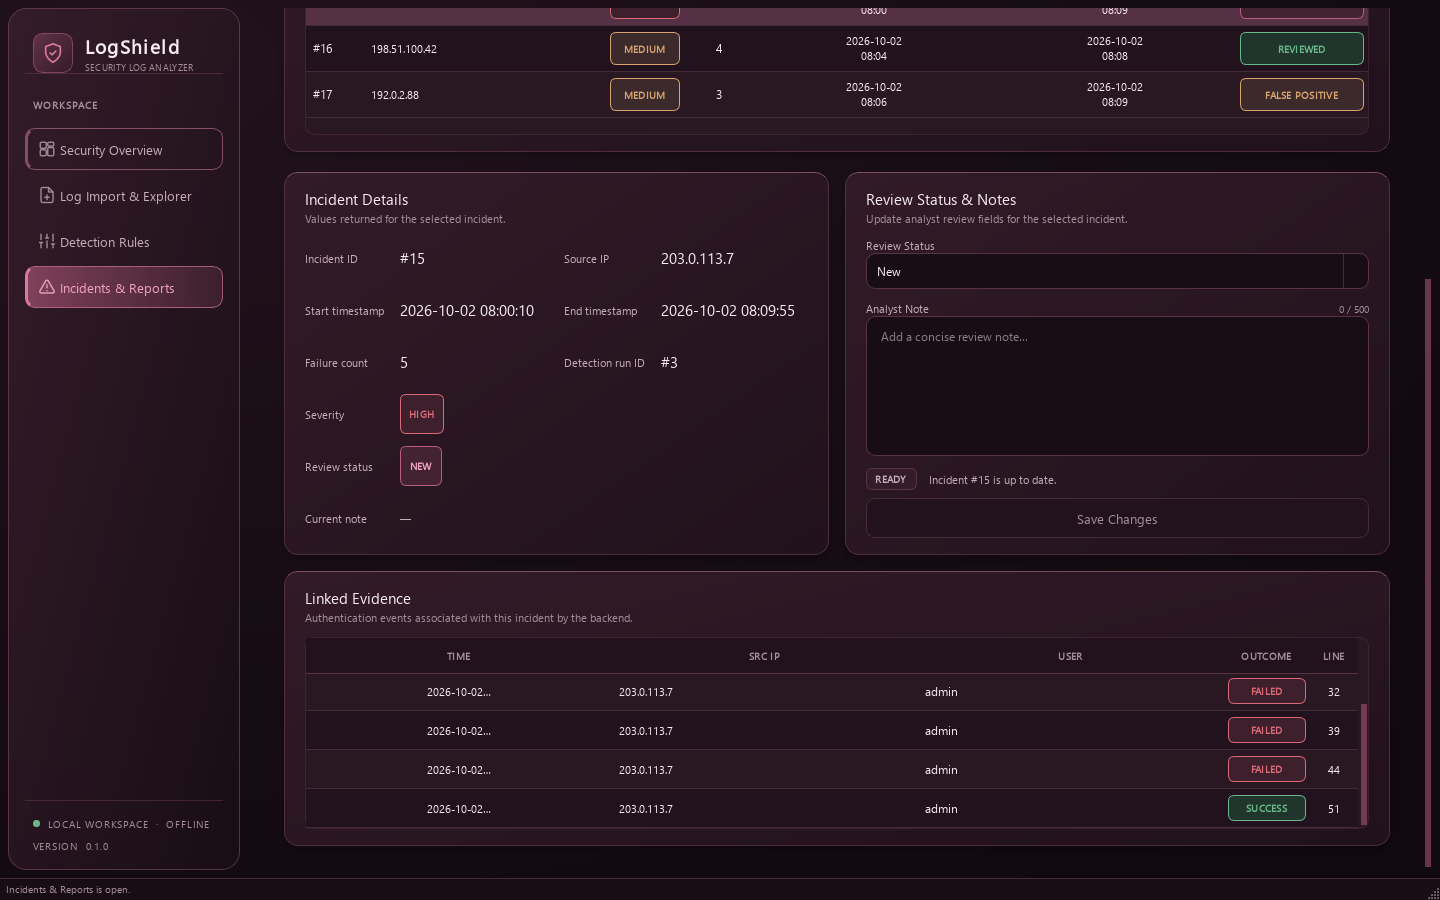 LogShield
SECURITY LOG ANALYZER
WORKSPACE
Security Overview
Log Import & Explorer
Detection Rules
Incidents & Reports
LOCAL WORKSPACE · OFFLINE
VERSION 0.1.0
08:00 08:09
#16 198.51.100.42 MEDIUM 4 2026-10-02 08:04 2026-10-02 08:08 REVIEWED
#17 192.0.2.88 MEDIUM 3 2026-10-02 08:06 2026-10-02 08:09 FALSE POSITIVE
Incident Details
Values returned for the selected incident.
Incident ID #15 Source IP 203.0.113.7
Start timestamp 2026-10-02 08:00:10 End timestamp 2026-10-02 08:09:55
Failure count 5 Detection run ID #3
Severity HIGH
Review status NEW
Current note —
Review Status & Notes
Update analyst review fields for the selected incident.
Review Status
New
Analyst Note 0 / 500
Add a concise review note...
READY Incident #15 is up to date.
Save Changes
Linked Evidence
Authentication events associated with this incident by the backend.
TIME SRC IP USER OUTCOME LINE
2026-10-02... 203.0.113.7 admin FAILED 32
2026-10-02... 203.0.113.7 admin FAILED 39
2026-10-02... 203.0.113.7 admin FAILED 44
2026-10-02... 203.0.113.7 admin SUCCESS 51
Incidents & Reports is open.